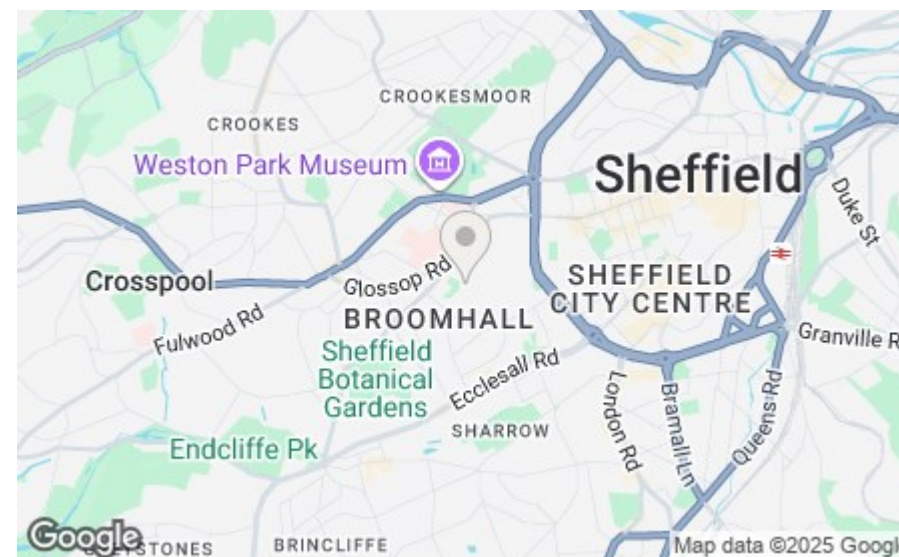 CROOKESMOOR
CROOKES
Weston Park Museum
Sheffield
Duke St
Crosspool
Glossop Rd
SHEFFIELD
CITY CENTRE
Fulwood Rd
BROOMHALL
Granville R
Sheffield
Botanical
Gardens
Ecclesall Rd
London Rd
Bramall Ln
Queens Rd
SHARROW
Endcliffe Pk
Google
YSTONES
BRINCLIFFE
Map data ©2025 Googl